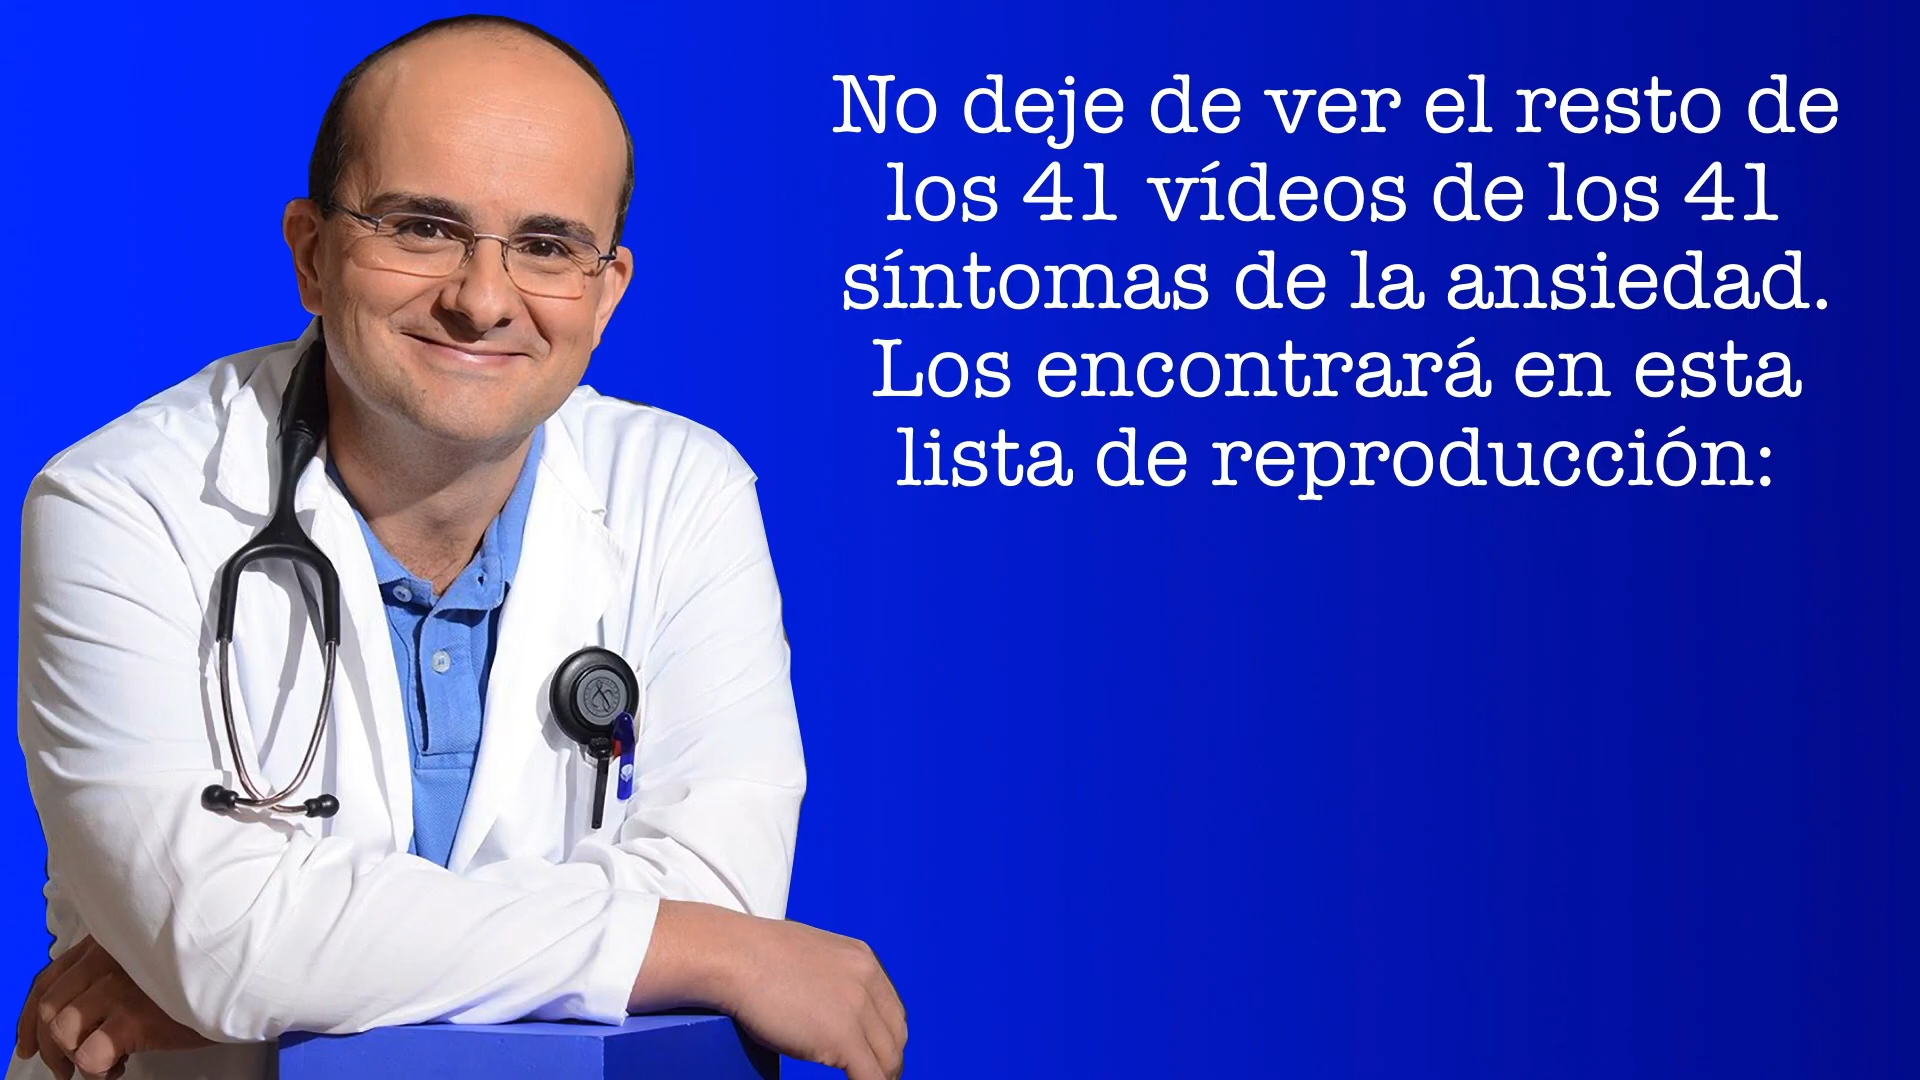 No deje de ver el resto de
los 41 vídeos de los 41
síntomas de la ansiedad.
Los encontrará en esta
lista de reproducción: